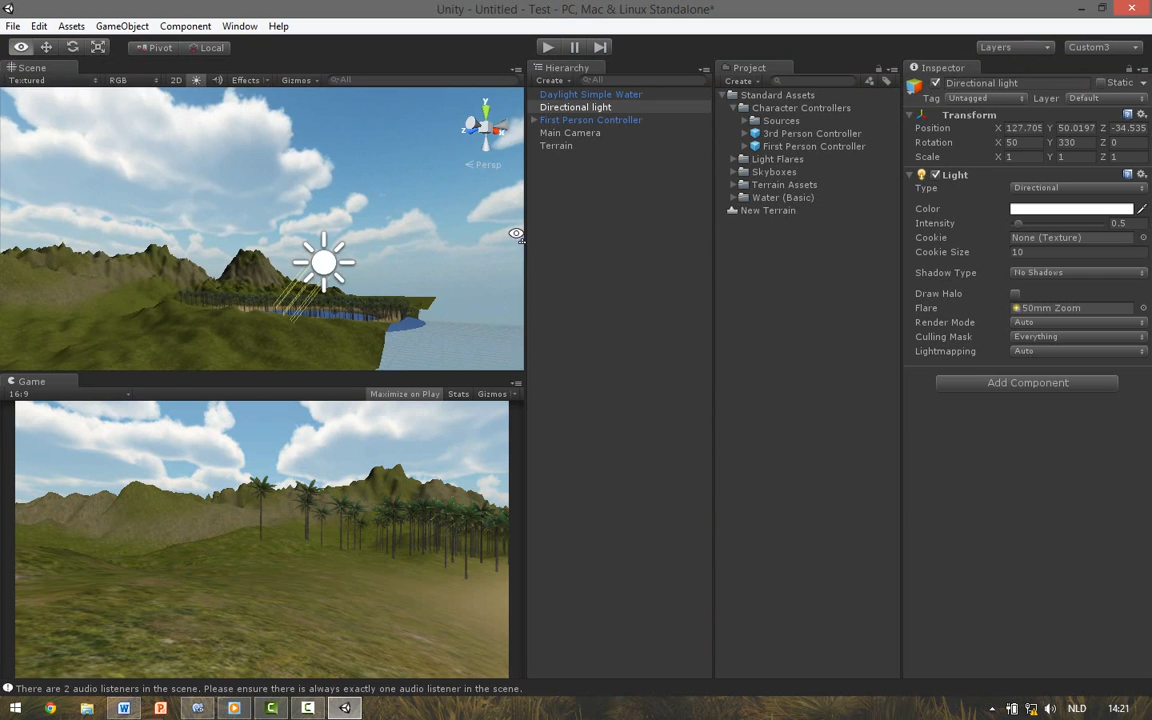 Unity - Untitled - Test - PC, Mac & Linux Standalone*
File Edit Assets GameObject Component Window Help
Pivot Local Layers Custom3
Scene
Textured RGB 2D Effects Gizmos All
y
z x
Persp
Game
16:9 Maximize on Play Stats Gizmos
Hierarchy
Create All
Daylight Simple Water
Directional light
First Person Controller
Main Camera
Terrain
Project
Create
Standard Assets
Character Controllers
Sources
3rd Person Controller
First Person Controller
Light Flares
Skyboxes
Terrain Assets
Water (Basic)
New Terrain
Inspector
Directional light Static
Tag Untagged Layer Default
Transform
Position X 127.705 Y 50.0197 Z -34.535
Rotation X 50 Y 330 Z 0
Scale X 1 Y 1 Z 1
Light
Type Directional
Color
Intensity 0.5
Cookie None (Texture)
Cookie Size 10
Shadow Type No Shadows
Draw Halo
Flare 50mm Zoom
Render Mode Auto
Culling Mask Everything
Lightmapping Auto
Add Component
There are 2 audio listeners in the scene. Please ensure there is always exactly one audio listener in the scene.
NLD 14:21